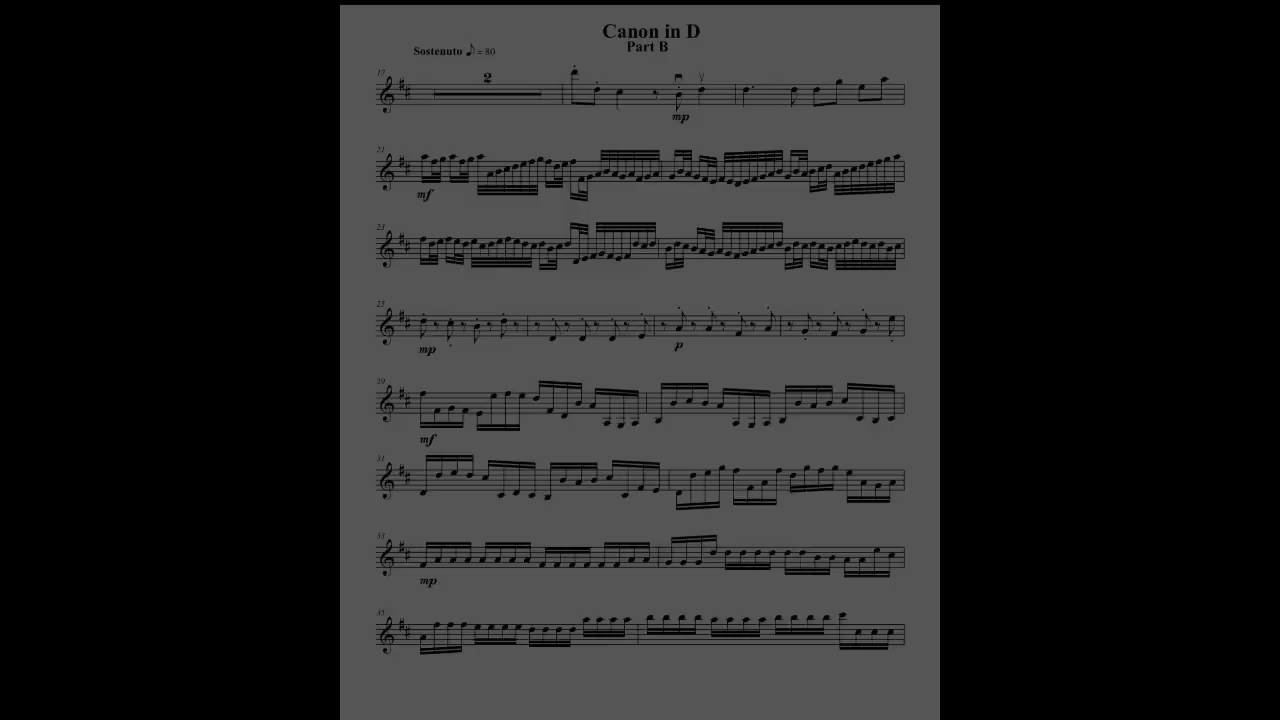 Canon in D
Part B
Sostenuto ♪ = 80
17
2
mp
21
mf
23
25
mp
p
29
mf
31
33
mp
35